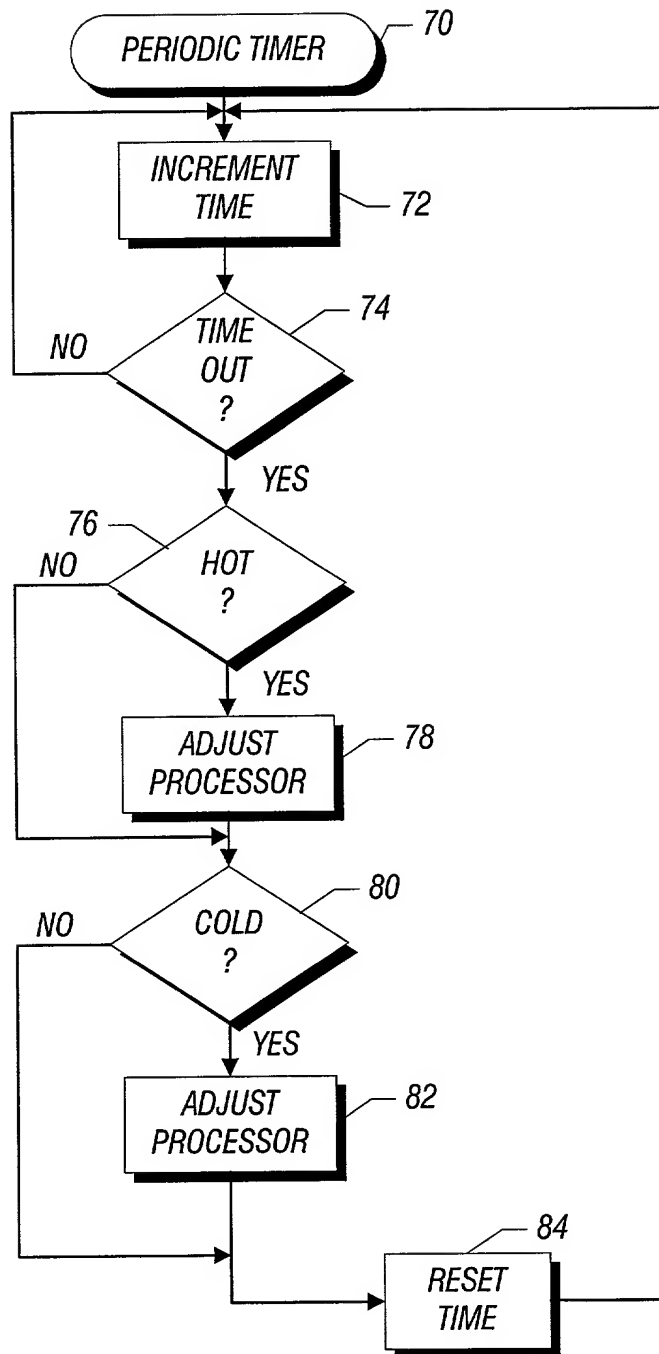 PERIODIC TIMER
70
INCREMENT
TIME
72
TIME
OUT
?
74
NO
YES
76
HOT
?
NO
YES
ADJUST
PROCESSOR
78
COLD
?
80
NO
YES
ADJUST
PROCESSOR
82
84
RESET
TIME